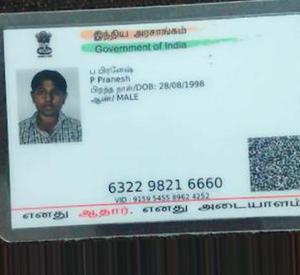 இந்திய அரசாங்கம்
Government of India
ப பிரனேஷ்
P Pranesh
பிறந்த நாள்/DOB: 28/08/1998
ஆண்/ MALE
6322 9821 6660
VID : 9159 5455 8962 4252
எனது ஆதார், எனது அடையாளம்